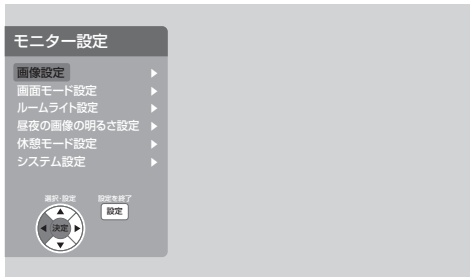 モニター設定
画像設定
画面モード設定
ルームライト設定
昼夜の画像の明るさ設定
休憩モード設定
システム設定
選択･設定 設定を終了
設定
決定